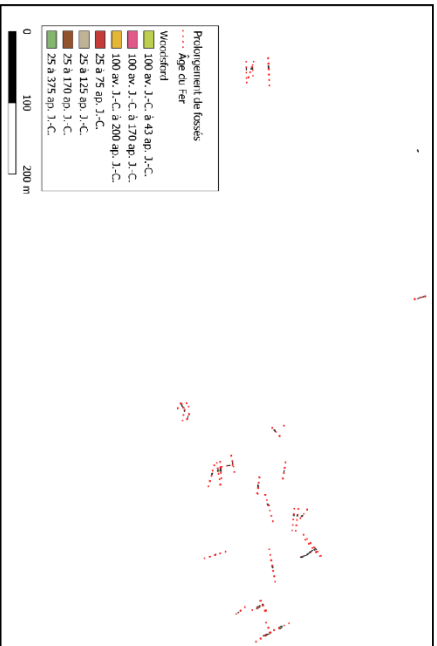 Prolongement de fossés
Âge du Fer
Woodsford
100 av. J.-C. à 43 ap. J.-C.
100 av. J.-C. à 170 ap. J.-C.
100 av. J.-C. à 200 ap. J.-C.
25 à 75 ap. J.-C.
25 à 125 ap. J.-C.
25 à 170 ap. J.-C.
25 à 375 ap. J.-C.
0 100 200 m